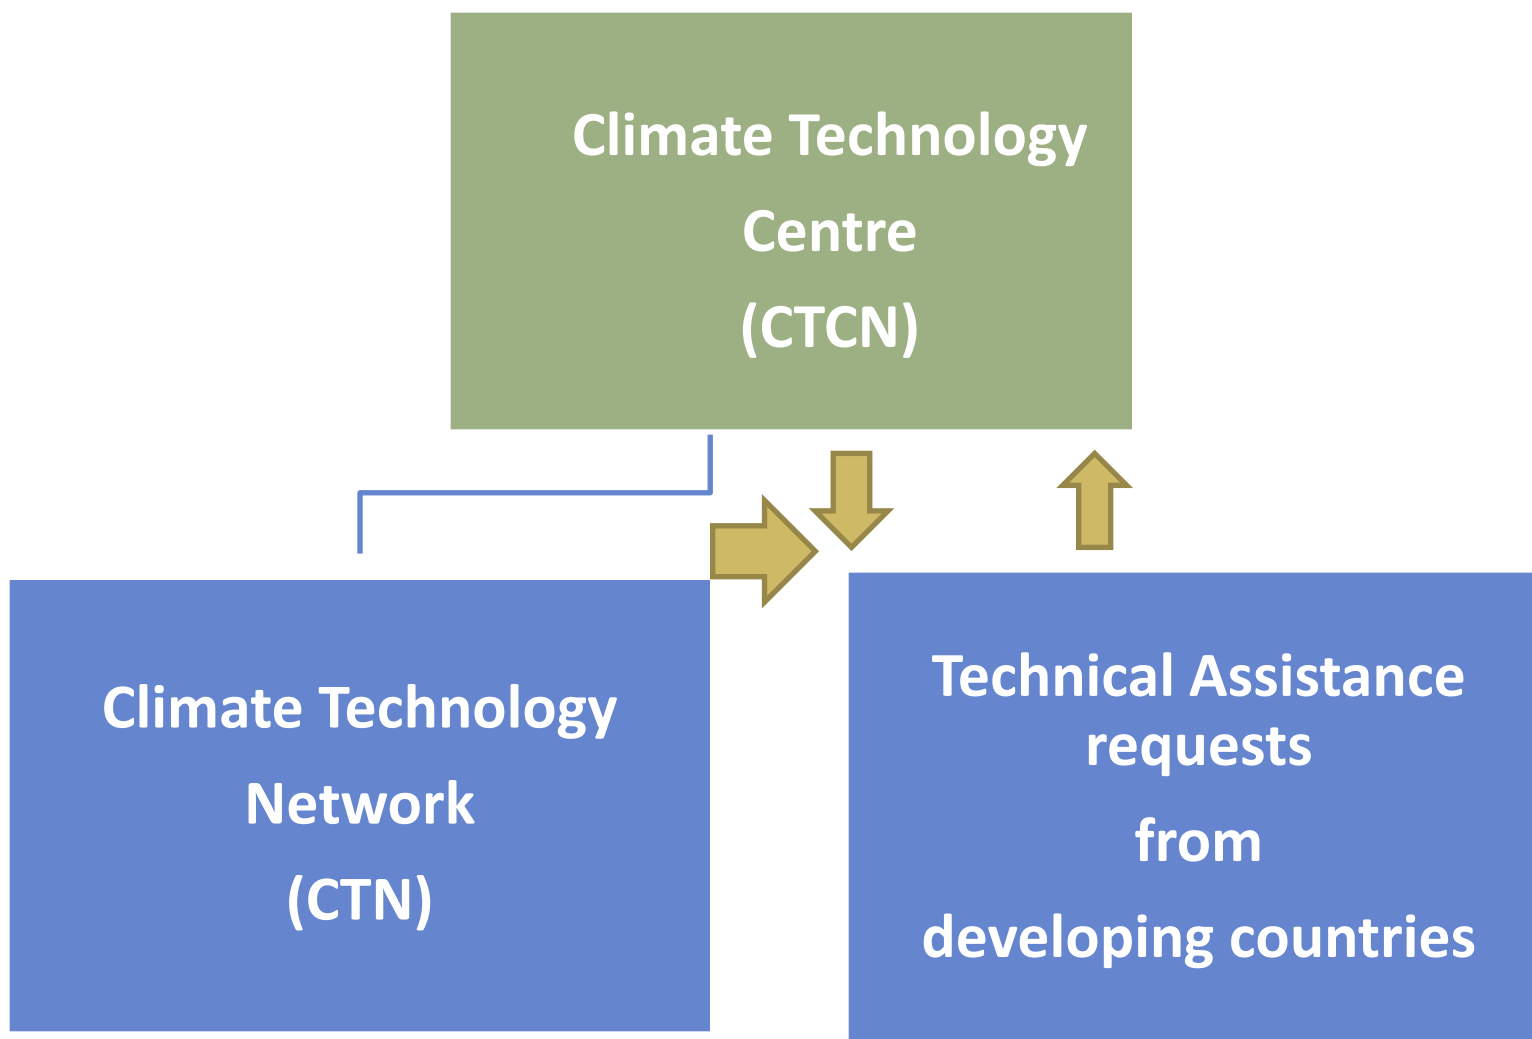 Climate Technology
Centre
(CTCN)
Climate Technology
Network
(CTN)
Technical Assistance
requests
from
developing countries